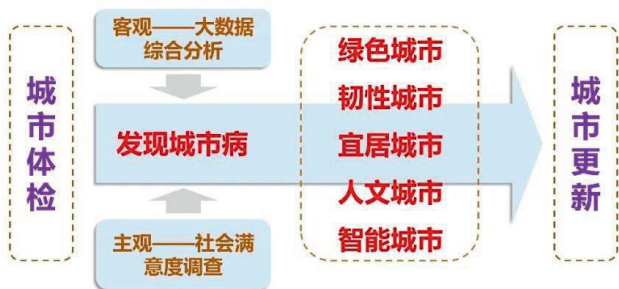 城市体检
客观——大数据
综合分析
发现城市病
主观——社会满
意度调查
绿色城市
韧性城市
宜居城市
人文城市
智能城市
城市更新